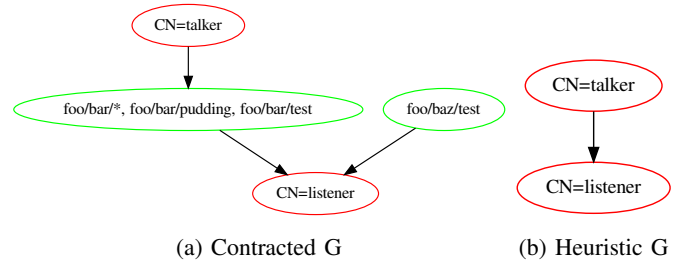 CN=talker
foo/bar/*, foo/bar/pudding, foo/bar/test
foo/baz/test
CN=listener
(a) Contracted G
CN=talker
CN=listener
(b) Heuristic G